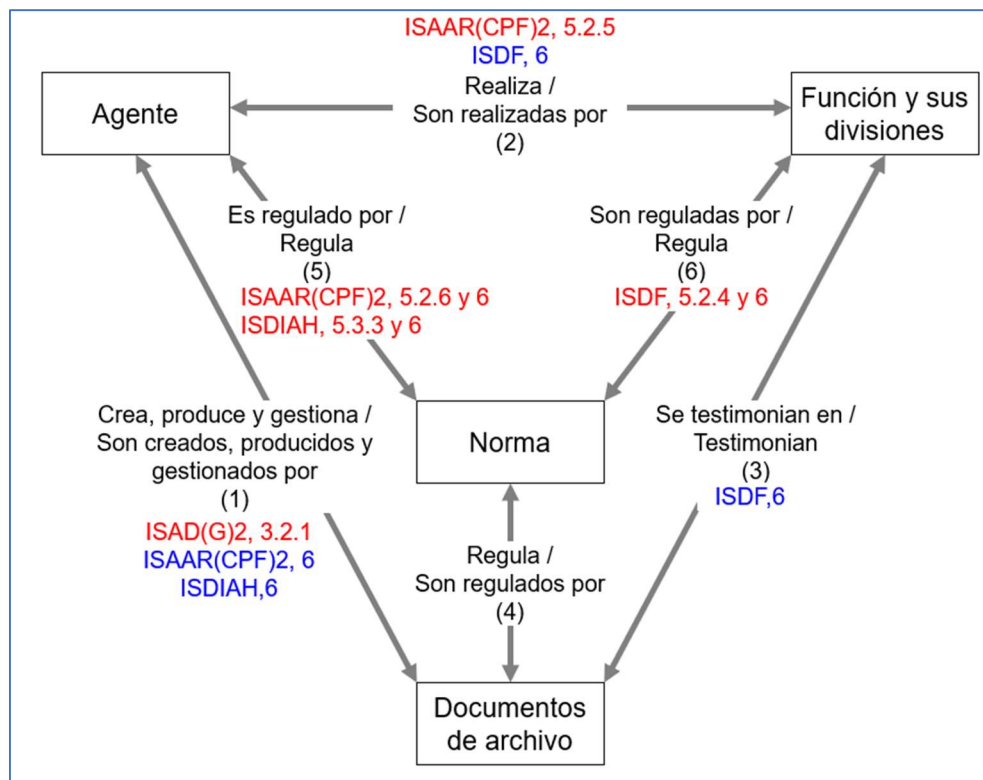 ISAAR(CPF)2, 5.2.5
ISDF, 6
Realiza /
Son realizadas por
(2)
Agente
Función y sus
divisiones
Es regulado por /
Regula
(5)
ISAAR(CPF)2, 5.2.6 y 6
ISDIAH, 5.3.3 y 6
Son reguladas por /
Regula
(6)
ISDF, 5.2.4 y 6
Crea, produce y gestiona /
Son creados, producidos y
gestionados por
(1)
ISAD(G)2, 3.2.1
ISAAR(CPF)2, 6
ISDIAH,6
Norma
Se testimonian en /
Testimonian
(3)
ISDF,6
Regula /
Son regulados por
(4)
Documentos
de archivo